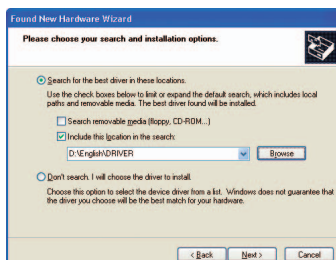 Found New Hardware Wizard
Please choose your search and installation options.
Search for the best driver in these locations.
Use the check boxes below to limit or expand the default search, which includes local
paths and removable media. The best driver found will be installed.
Search removable media (floppy, CD-ROM...)
Include this location in the search:
D:\English\DRIVER
Browse
Don't search. I will choose the driver to install.
Choose this option to select the device driver from a list. Windows does not guarantee that
the driver you choose will be the best match for your hardware.
< Back
Next >
Cancel